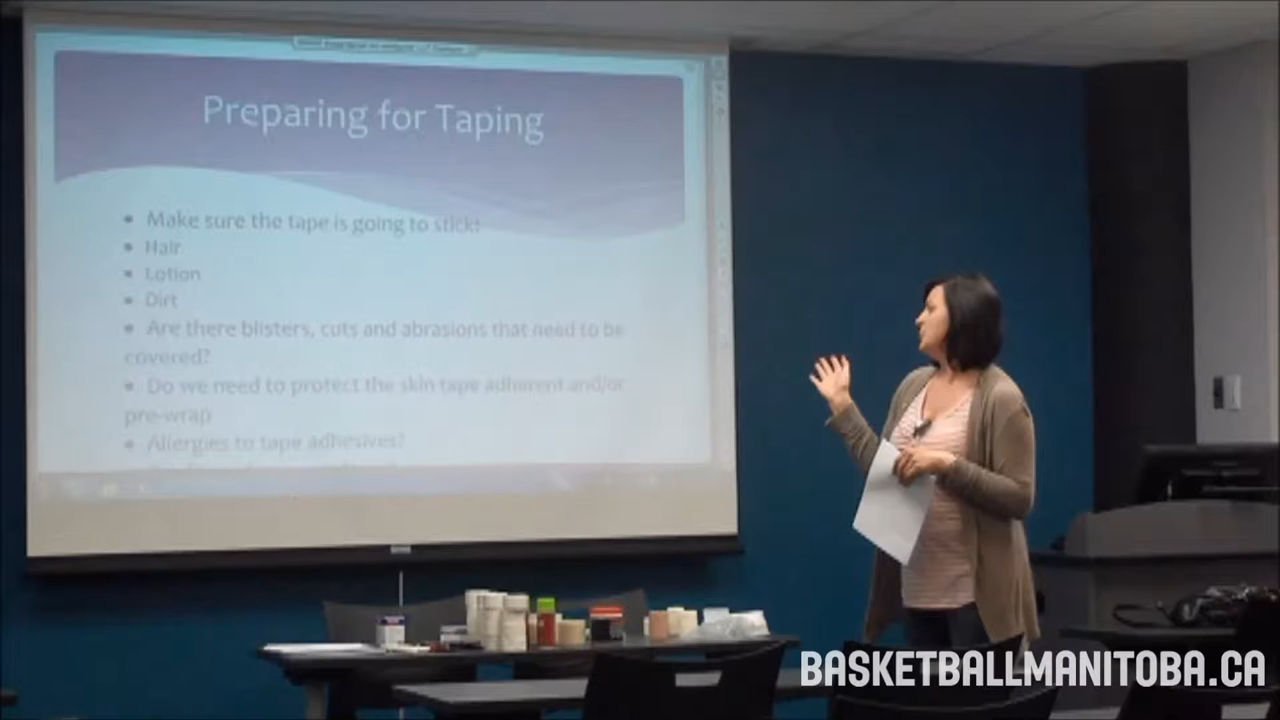 Preparing for Taping
• Make sure the tape is going to stick!
• Hair
• Lotion
• Dirt
• Are there blisters, cuts and abrasions that need to be
covered?
• Do we need to protect the skin tape adherent and/or
pre-wrap
• Allergies to tape adhesives?
BASKETBALLMANITOBA.CA